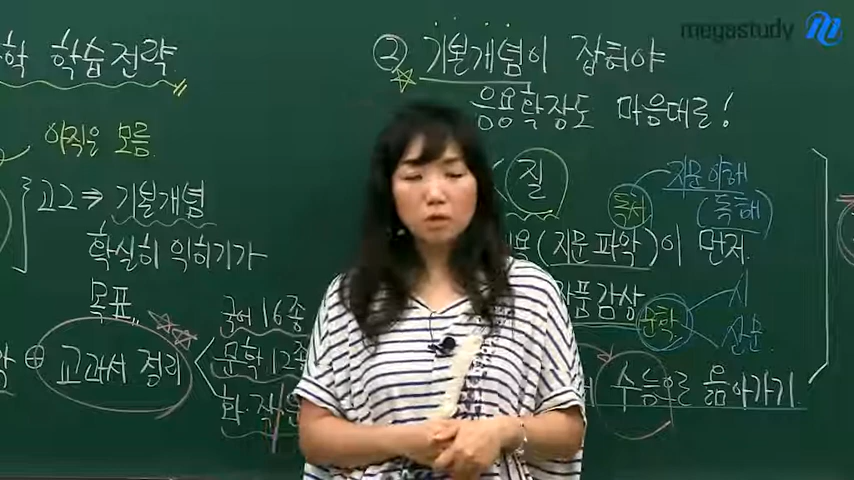 megastudy
학 학습전략
아직은 모름
고2 ⇒ 기본개념
확실히 익히기가
목표
⊕ 교과서 정리
국어 16종
문학 12종
② 기본개념이 잡혀야
응용확장도 마음대로!
질
독서
지문이해
(독해)
(지문파악)이 먼저
작품감상
문학
시
수능으로 옮아가기